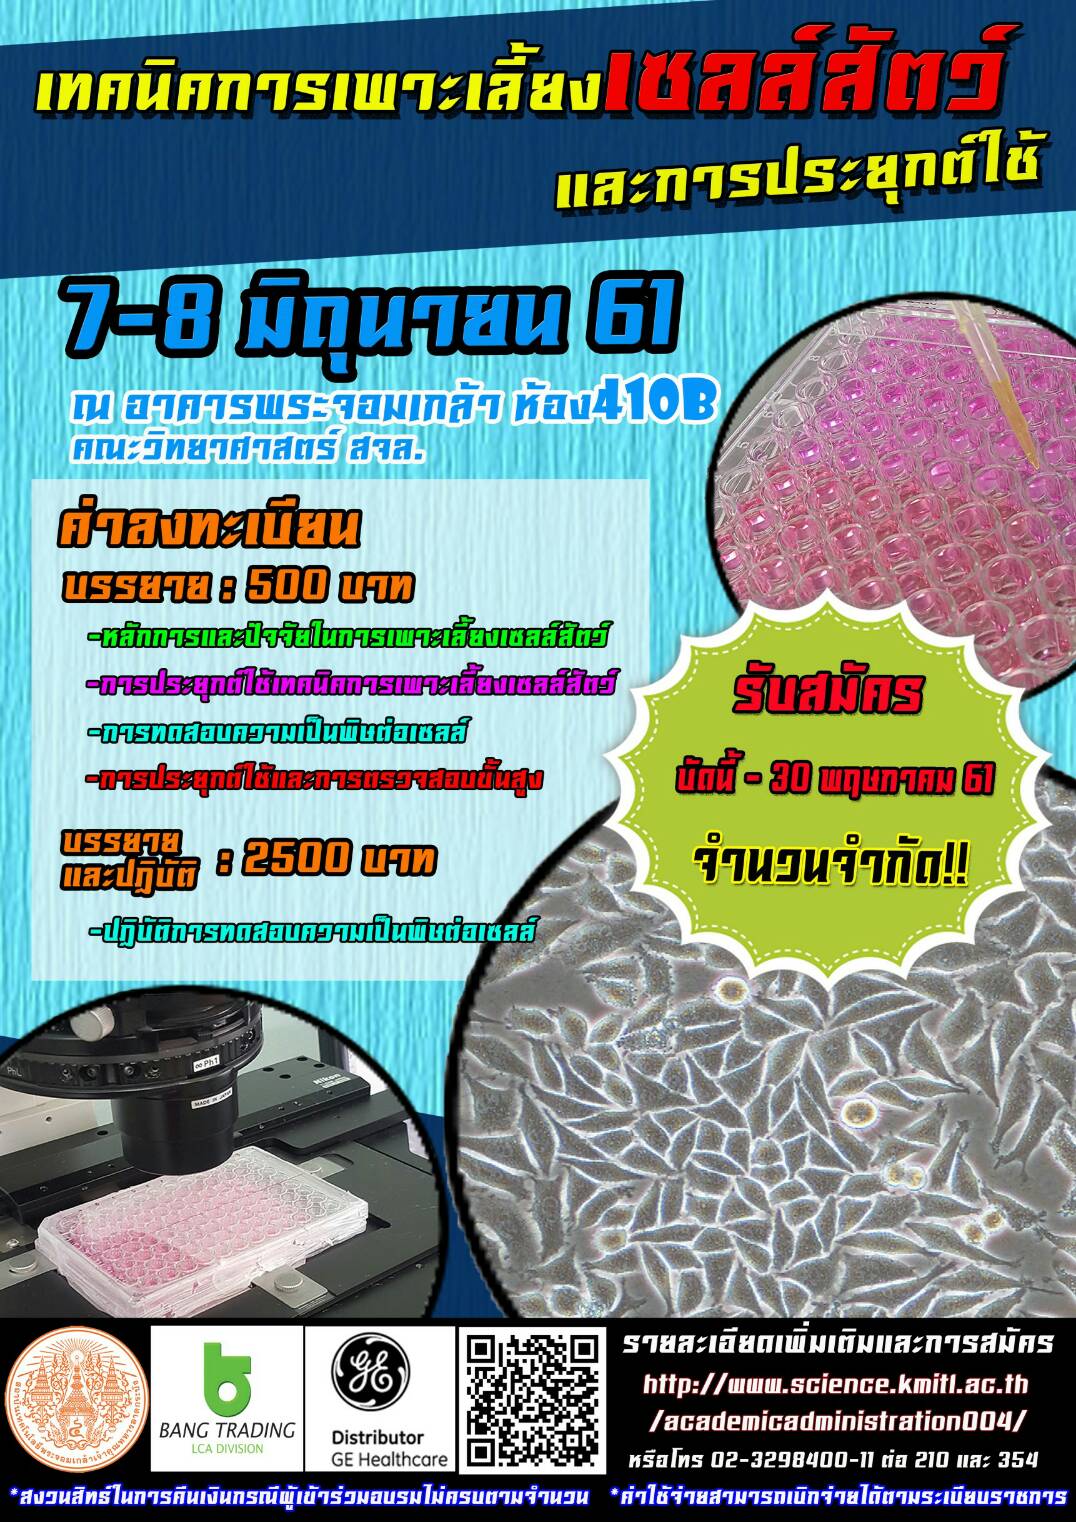 เทคนิคการเพาะเลี้ยงเซลล์สัตว์
และการประยุกต์ใช้
7-8 มิถุนายน 61
ณ อาคารพระจอมเกล้า ห้อง410B
คณะวิทยาศาสตร์ สจล.
ค่าลงทะเบียน
บรรยาย : 500 บาท
-หลักการและปัจจัยในการเพาะเลี้ยงเซลล์สัตว์
-การประยุกต์ใช้เทคนิคการเพาะเลี้ยงเซลล์สัตว์
-การทดสอบความเป็นพิษต่อเซลล์
-การประยุกต์ใช้และการตรวจสอบขั้นสูง
บรรยาย
และปฏิบัติ : 2500 บาท
-ปฏิบัติการทดสอบความเป็นพิษต่อเซลล์
รับสมัคร
บัดนี้ - 30 พฤษภาคม 61
จำนวนจำกัด!!
PhL
∞ Ph1
MADE IN JAPAN
Nikon
BANG TRADING
LCA DIVISION
GE
Distributor
GE Healthcare
รายละเอียดเพิ่มเติมและการสมัคร
http://www.science.kmitl.ac.th
/academicadministration004/
หรือโทร 02-3298400-11 ต่อ 210 และ 354
*สงวนสิทธ์ในการคืนเงินกรณีผู้เข้าร่วมอบรมไม่ครบตามจำนวน *ค่าใช้จ่ายสามารถเบิกจ่ายได้ตามระเบียบราชการ